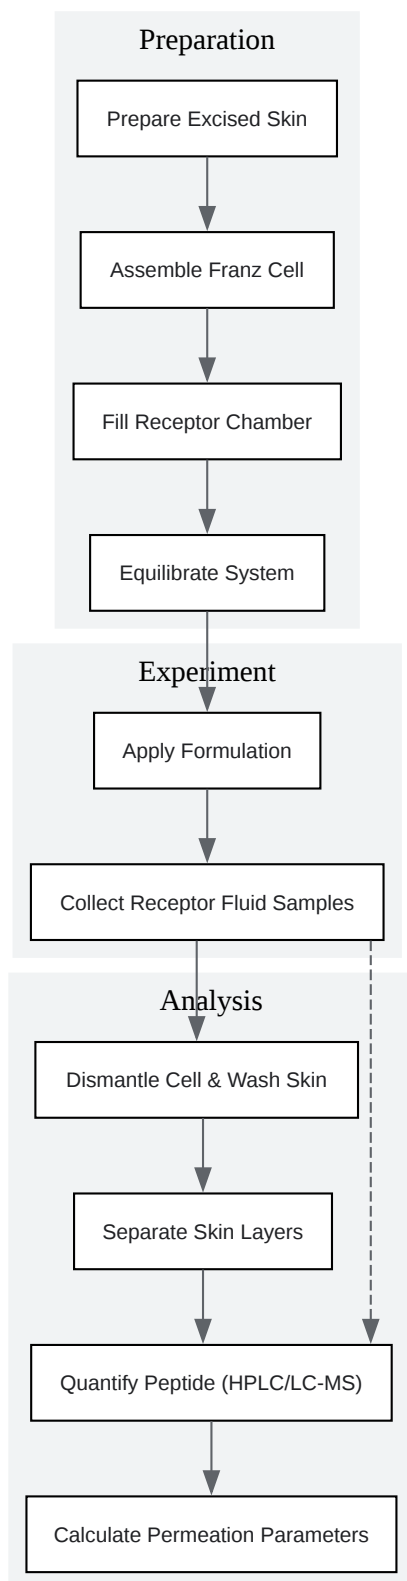 Preparation
Prepare Excised Skin
Assemble Franz Cell
Fill Receptor Chamber
Equilibrate System
Experiment
Apply Formulation
Collect Receptor Fluid Samples
Analysis
Dismantle Cell & Wash Skin
Separate Skin Layers
Quantify Peptide (HPLC/LC-MS)
Calculate Permeation Parameters